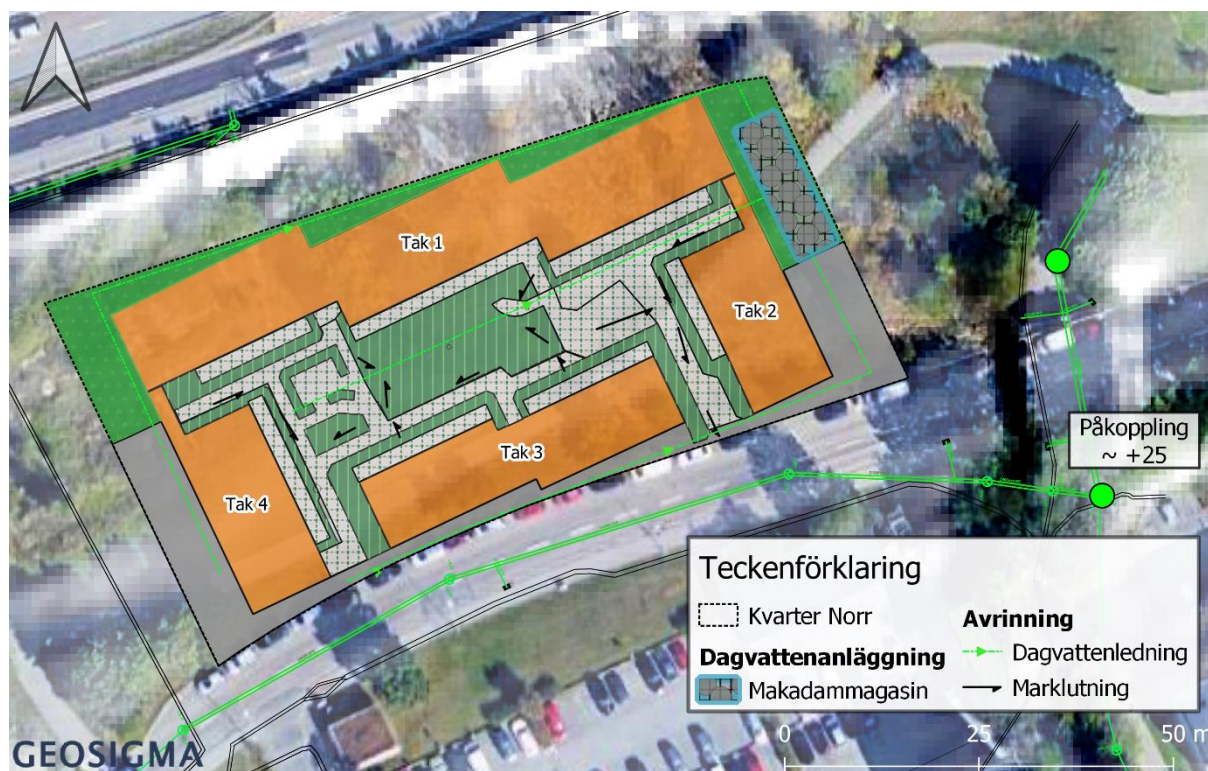 Tak 1
Tak 2
Tak 3
Tak 4
Påkoppling
~ +25
Teckenförklaring
Kvarter Norr
Dagvattenanläggning
Makadammagasin
Avrinning
Dagvattenledning
Marklutning
0 25 50 m
GEOSIGMA